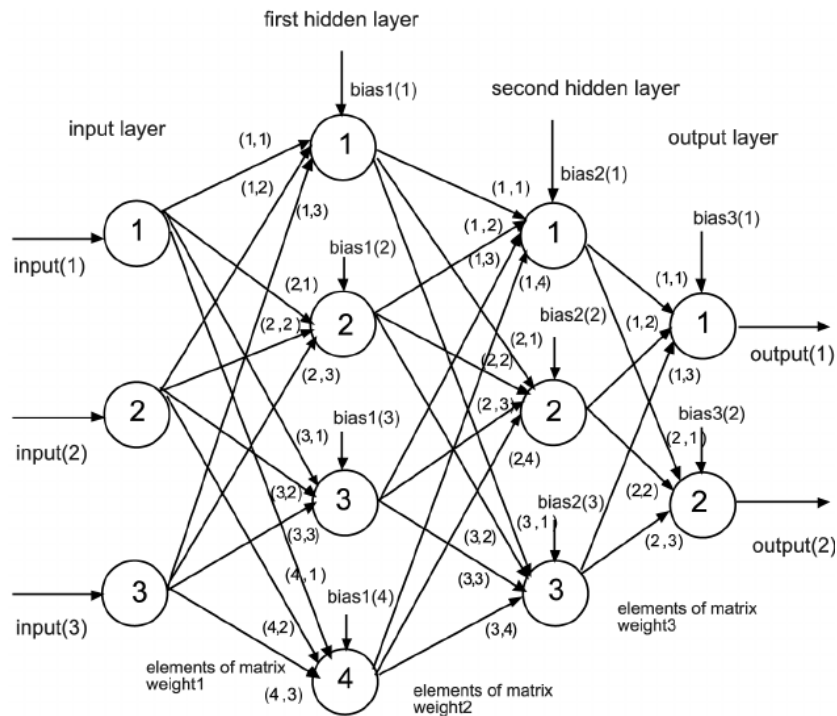 first hidden layer
bias1(1)
second hidden layer
input layer
output layer
(1,1)
1
(1,2)
bias2(1)
(1,1)
(1,3)
1
bias3(1)
(1,2)
1
bias1(2)
(1,3)
input(1)
(1,4)
(1,1)
(2,1)
bias2(2)
(1,2)
1
(2,2)
2
(2,1)
output(1)
(2,2)
(2,3)
(1,3)
2
2
(2,3)
bias3(2)
bias1(3)
(3,1)
(2,1)
input(2)
(2,4)
(3,2)
(2,2)
2
3
bias2(3)
(3,3)
(3,1)
(3,2)
(2,3)
output(2)
(4,1)
(3,3)
3
bias1(4)
3
input(3)
(4,2)
(3,4)
elements of matrix
weight3
elements of matrix
weight1
4
(4,3)
elements of matrix
weight2